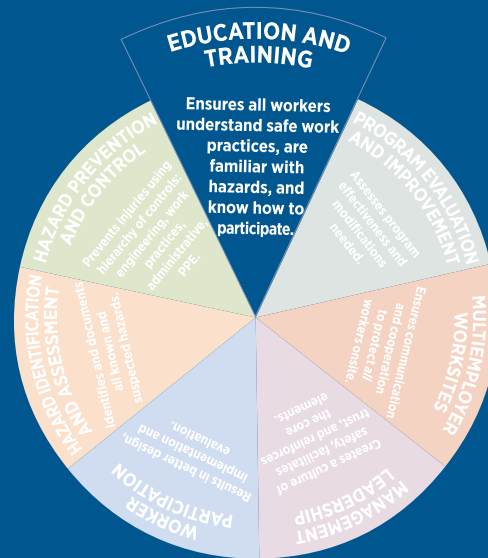 EDUCATION AND
TRAINING
Ensures all workers
understand safe work
practices, are
familiar with
hazards, and
know how to
participate.
PROGRAM EVALUATION
AND IMPROVEMENT
Assesses program
effectiveness and
modifications
needed.
MULTIEMPLOYER
WORKSITES
Ensures communication
and cooperation
to protect all
workers onsite.
MANAGEMENT
LEADERSHIP
Creates a culture of
safety, facilitates
trust, and reinforces
the core
elements.
WORKER
PARTICIPATION
Results in better design,
implementation and
evaluation.
HAZARD IDENTIFICATION
AND ASSESSMENT
Identifies and documents
all known and
suspected hazards.
HAZARD PREVENTION
AND CONTROL
Prevents injuries using
hierarchy of controls:
engineering, work
practices,
administrative,
PPE.